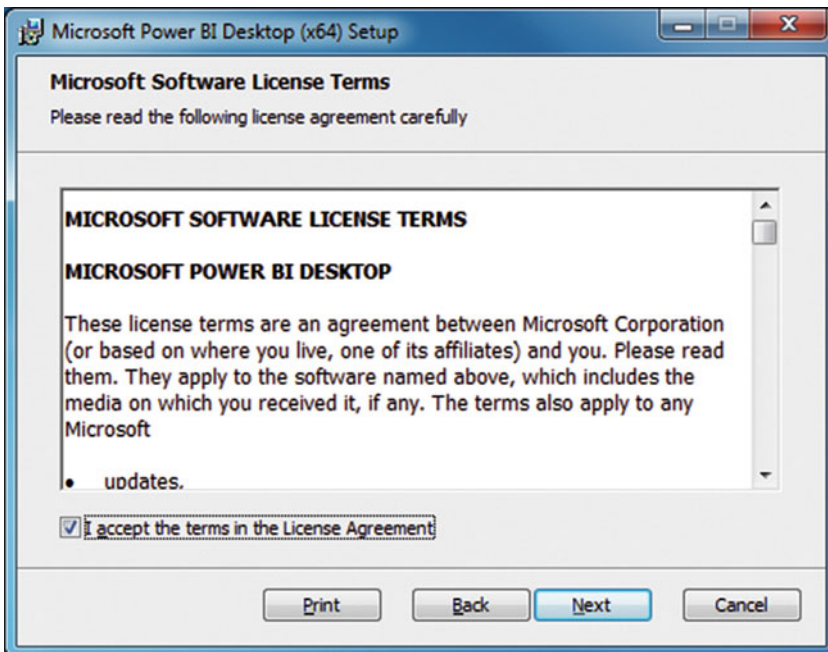 Microsoft Power BI Desktop (x64) Setup
Microsoft Software License Terms
Please read the following license agreement carefully
MICROSOFT SOFTWARE LICENSE TERMS
MICROSOFT POWER BI DESKTOP
These license terms are an agreement between Microsoft Corporation
(or based on where you live, one of its affiliates) and you. Please read
them. They apply to the software named above, which includes the
media on which you received it, if any. The terms also apply to any
Microsoft
• updates,
I accept the terms in the License Agreement
Print Back Next Cancel